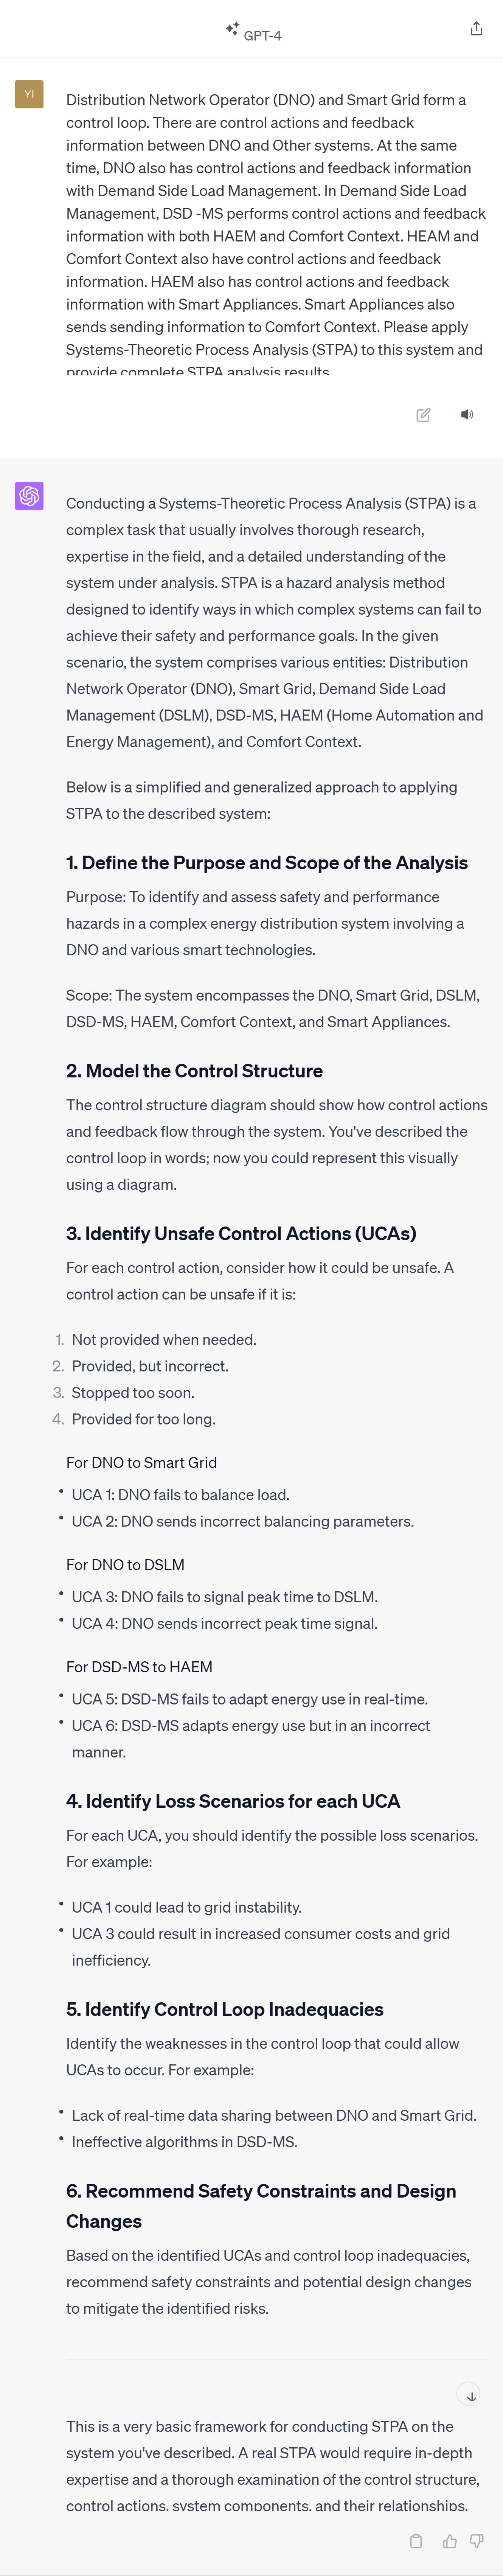 GPT-4
YI
Distribution Network Operator (DNO) and Smart Grid form a
control loop. There are control actions and feedback
information between DNO and Other systems. At the same
time, DNO also has control actions and feedback information
with Demand Side Load Management. In Demand Side Load
Management, DSD -MS performs control actions and feedback
information with both HAEM and Comfort Context. HEAM and
Comfort Context also have control actions and feedback
information. HAEM also has control actions and feedback
information with Smart Appliances. Smart Appliances also
sends sending information to Comfort Context. Please apply
Systems-Theoretic Process Analysis (STPA) to this system and
provide complete STPA analysis results.
Conducting a Systems-Theoretic Process Analysis (STPA) is a
complex task that usually involves thorough research,
expertise in the field, and a detailed understanding of the
system under analysis. STPA is a hazard analysis method
designed to identify ways in which complex systems can fail to
achieve their safety and performance goals. In the given
scenario, the system comprises various entities: Distribution
Network Operator (DNO), Smart Grid, Demand Side Load
Management (DSLM), DSD-MS, HAEM (Home Automation and
Energy Management), and Comfort Context.
Below is a simplified and generalized approach to applying
STPA to the described system:
1. Define the Purpose and Scope of the Analysis
Purpose: To identify and assess safety and performance
hazards in a complex energy distribution system involving a
DNO and various smart technologies.
Scope: The system encompasses the DNO, Smart Grid, DSLM,
DSD-MS, HAEM, Comfort Context, and Smart Appliances.
2. Model the Control Structure
The control structure diagram should show how control actions
and feedback flow through the system. You've described the
control loop in words; now you could represent this visually
using a diagram.
3. Identify Unsafe Control Actions (UCAs)
For each control action, consider how it could be unsafe. A
control action can be unsafe if it is:
1. Not provided when needed.
2. Provided, but incorrect.
3. Stopped too soon.
4. Provided for too long.
For DNO to Smart Grid
• UCA 1: DNO fails to balance load.
• UCA 2: DNO sends incorrect balancing parameters.
For DNO to DSLM
• UCA 3: DNO fails to signal peak time to DSLM.
• UCA 4: DNO sends incorrect peak time signal.
For DSD-MS to HAEM
• UCA 5: DSD-MS fails to adapt energy use in real-time.
• UCA 6: DSD-MS adapts energy use but in an incorrect
manner.
4. Identify Loss Scenarios for each UCA
For each UCA, you should identify the possible loss scenarios.
For example:
• UCA 1 could lead to grid instability.
• UCA 3 could result in increased consumer costs and grid
inefficiency.
5. Identify Control Loop Inadequacies
Identify the weaknesses in the control loop that could allow
UCAs to occur. For example:
• Lack of real-time data sharing between DNO and Smart Grid.
• Ineffective algorithms in DSD-MS.
6. Recommend Safety Constraints and Design
Changes
Based on the identified UCAs and control loop inadequacies,
recommend safety constraints and potential design changes
to mitigate the identified risks.
This is a very basic framework for conducting STPA on the
system you've described. A real STPA would require in-depth
expertise and a thorough examination of the control structure,
control actions, system components, and their relationships.